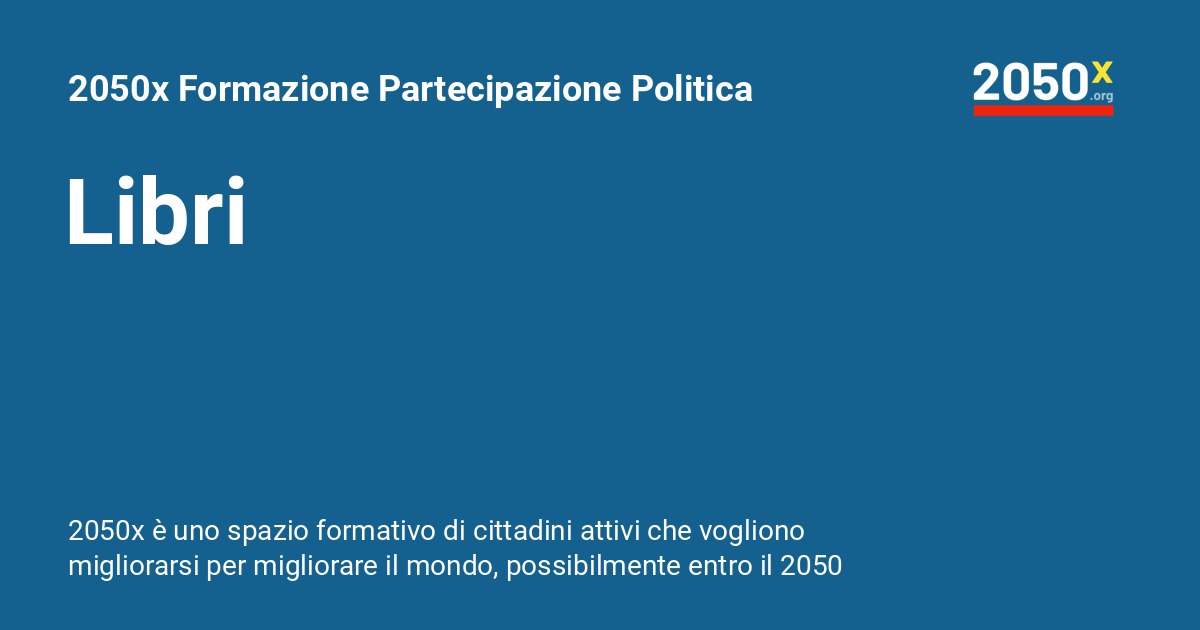 2050x Formazione Partecipazione Politica
2050x
.org
Libri
2050x è uno spazio formativo di cittadini attivi che vogliono
migliorarsi per migliorare il mondo, possibilmente entro il 2050